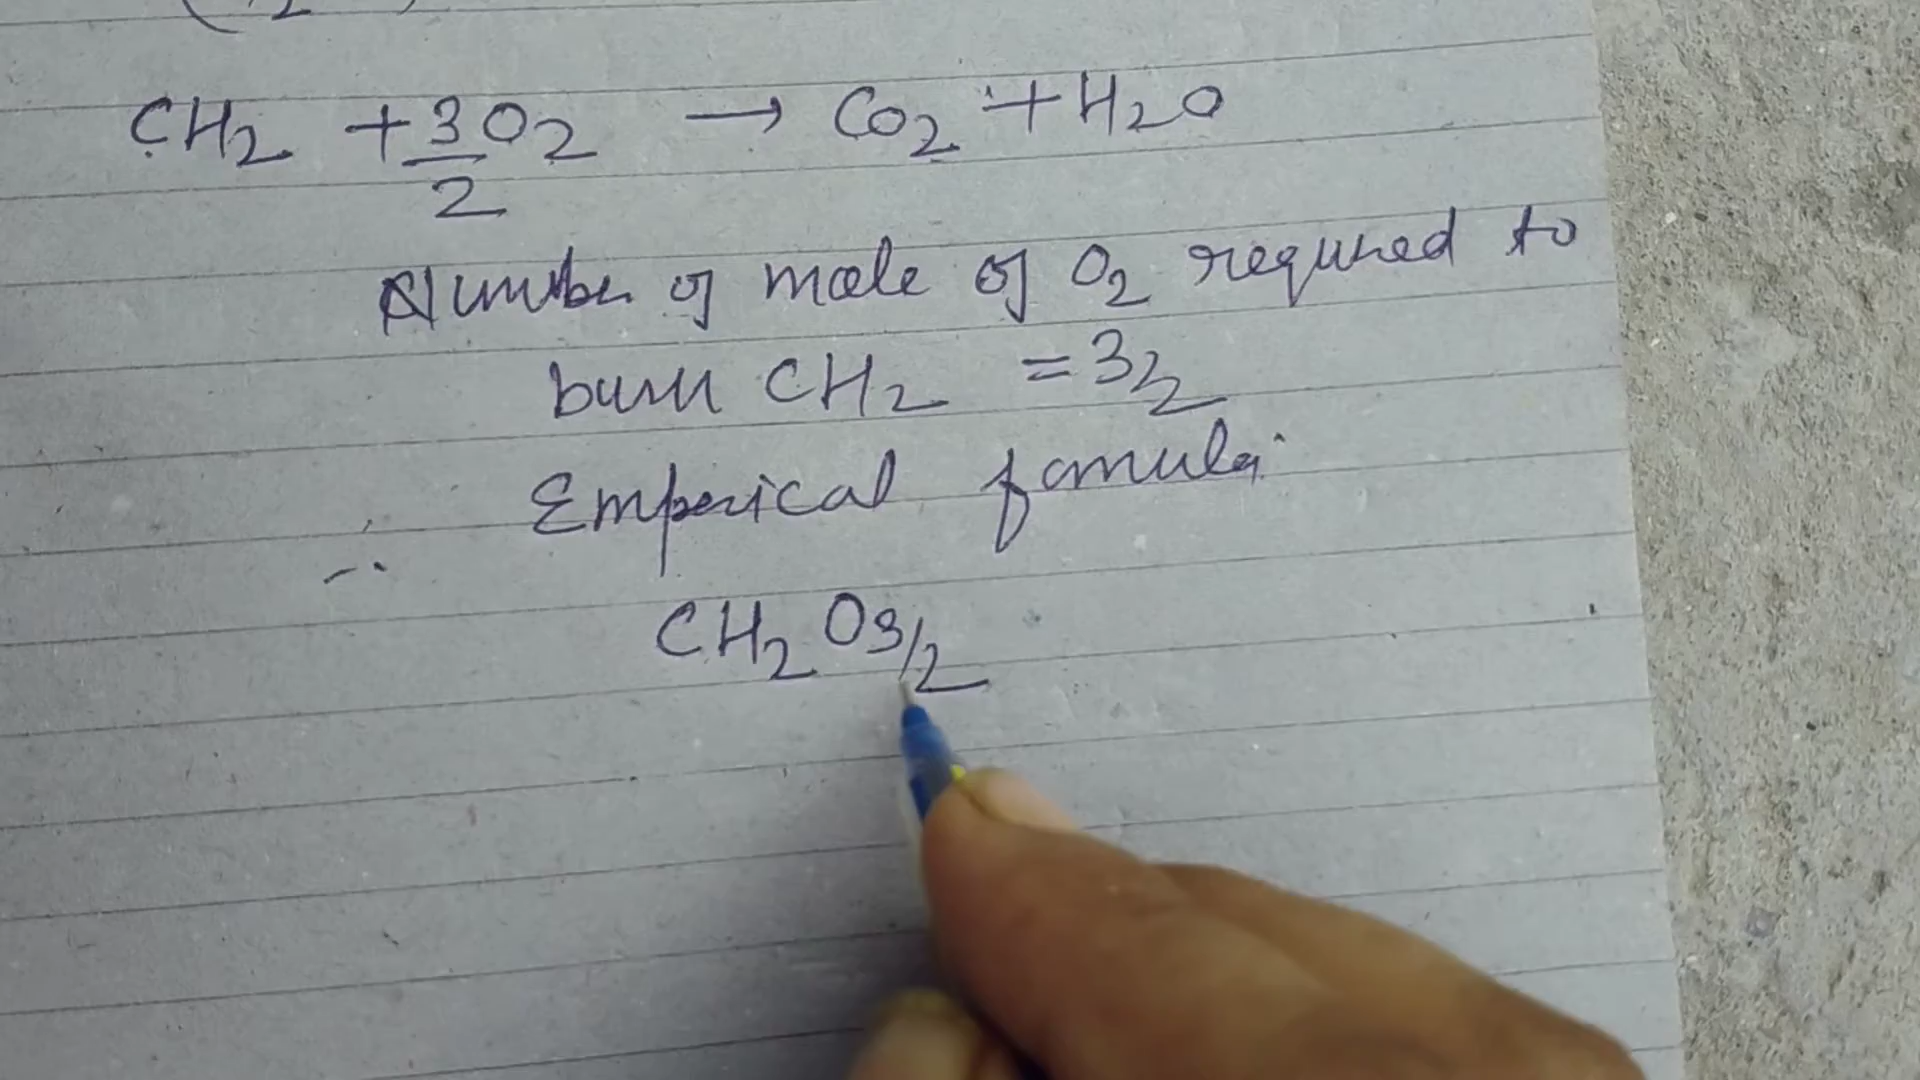 CH2 + 3/2 O2 → CO2 + H2O
Number of mole of O2 required to
burn CH2 = 3/2
∴ Emperical fomula
CH2O3/2